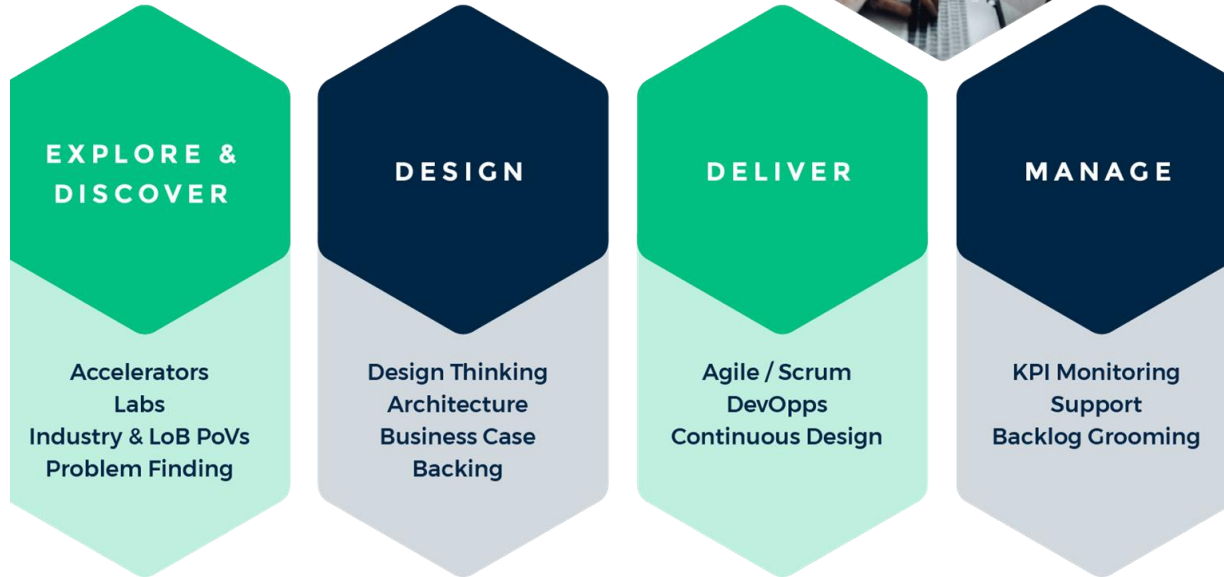 EXPLORE &
DISCOVER
Accelerators
Labs
Industry & LoB PoVs
Problem Finding
DESIGN
Design Thinking
Architecture
Business Case
Backing
DELIVER
Agile / Scrum
DevOpps
Continuous Design
MANAGE
KPI Monitoring
Support
Backlog Grooming